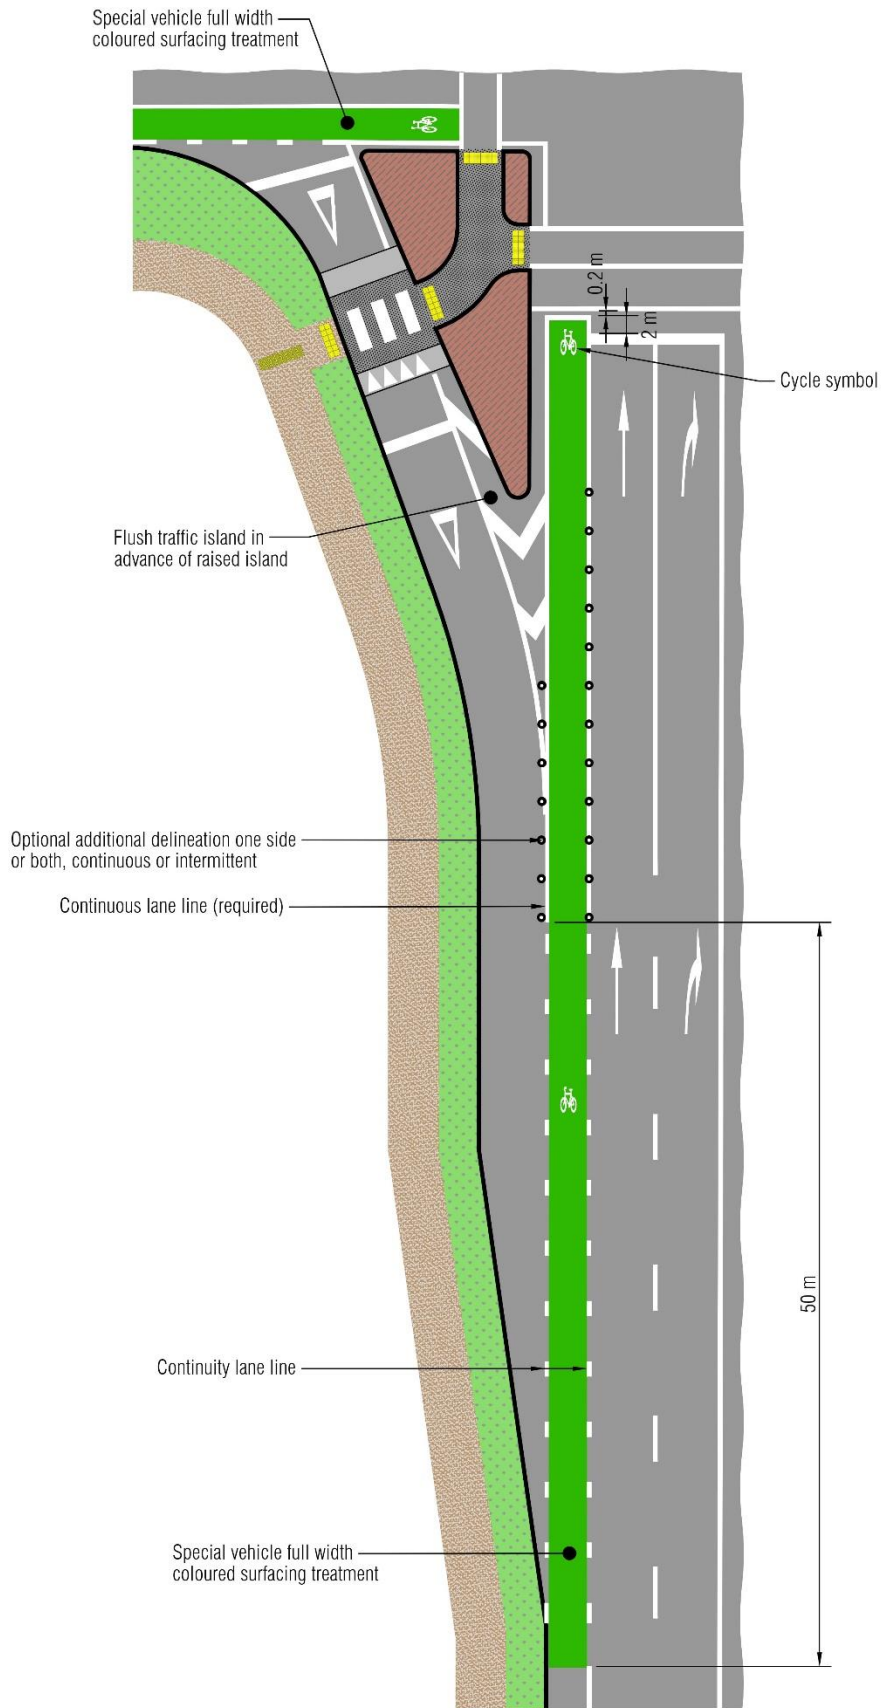 Special vehicle full width
coloured surfacing treatment
0.2 m
2 m
Cycle symbol
Flush traffic island in
advance of raised island
Optional additional delineation one side
or both, continuous or intermittent
Continuous lane line (required)
50 m
Continuity lane line
Special vehicle full width
coloured surfacing treatment